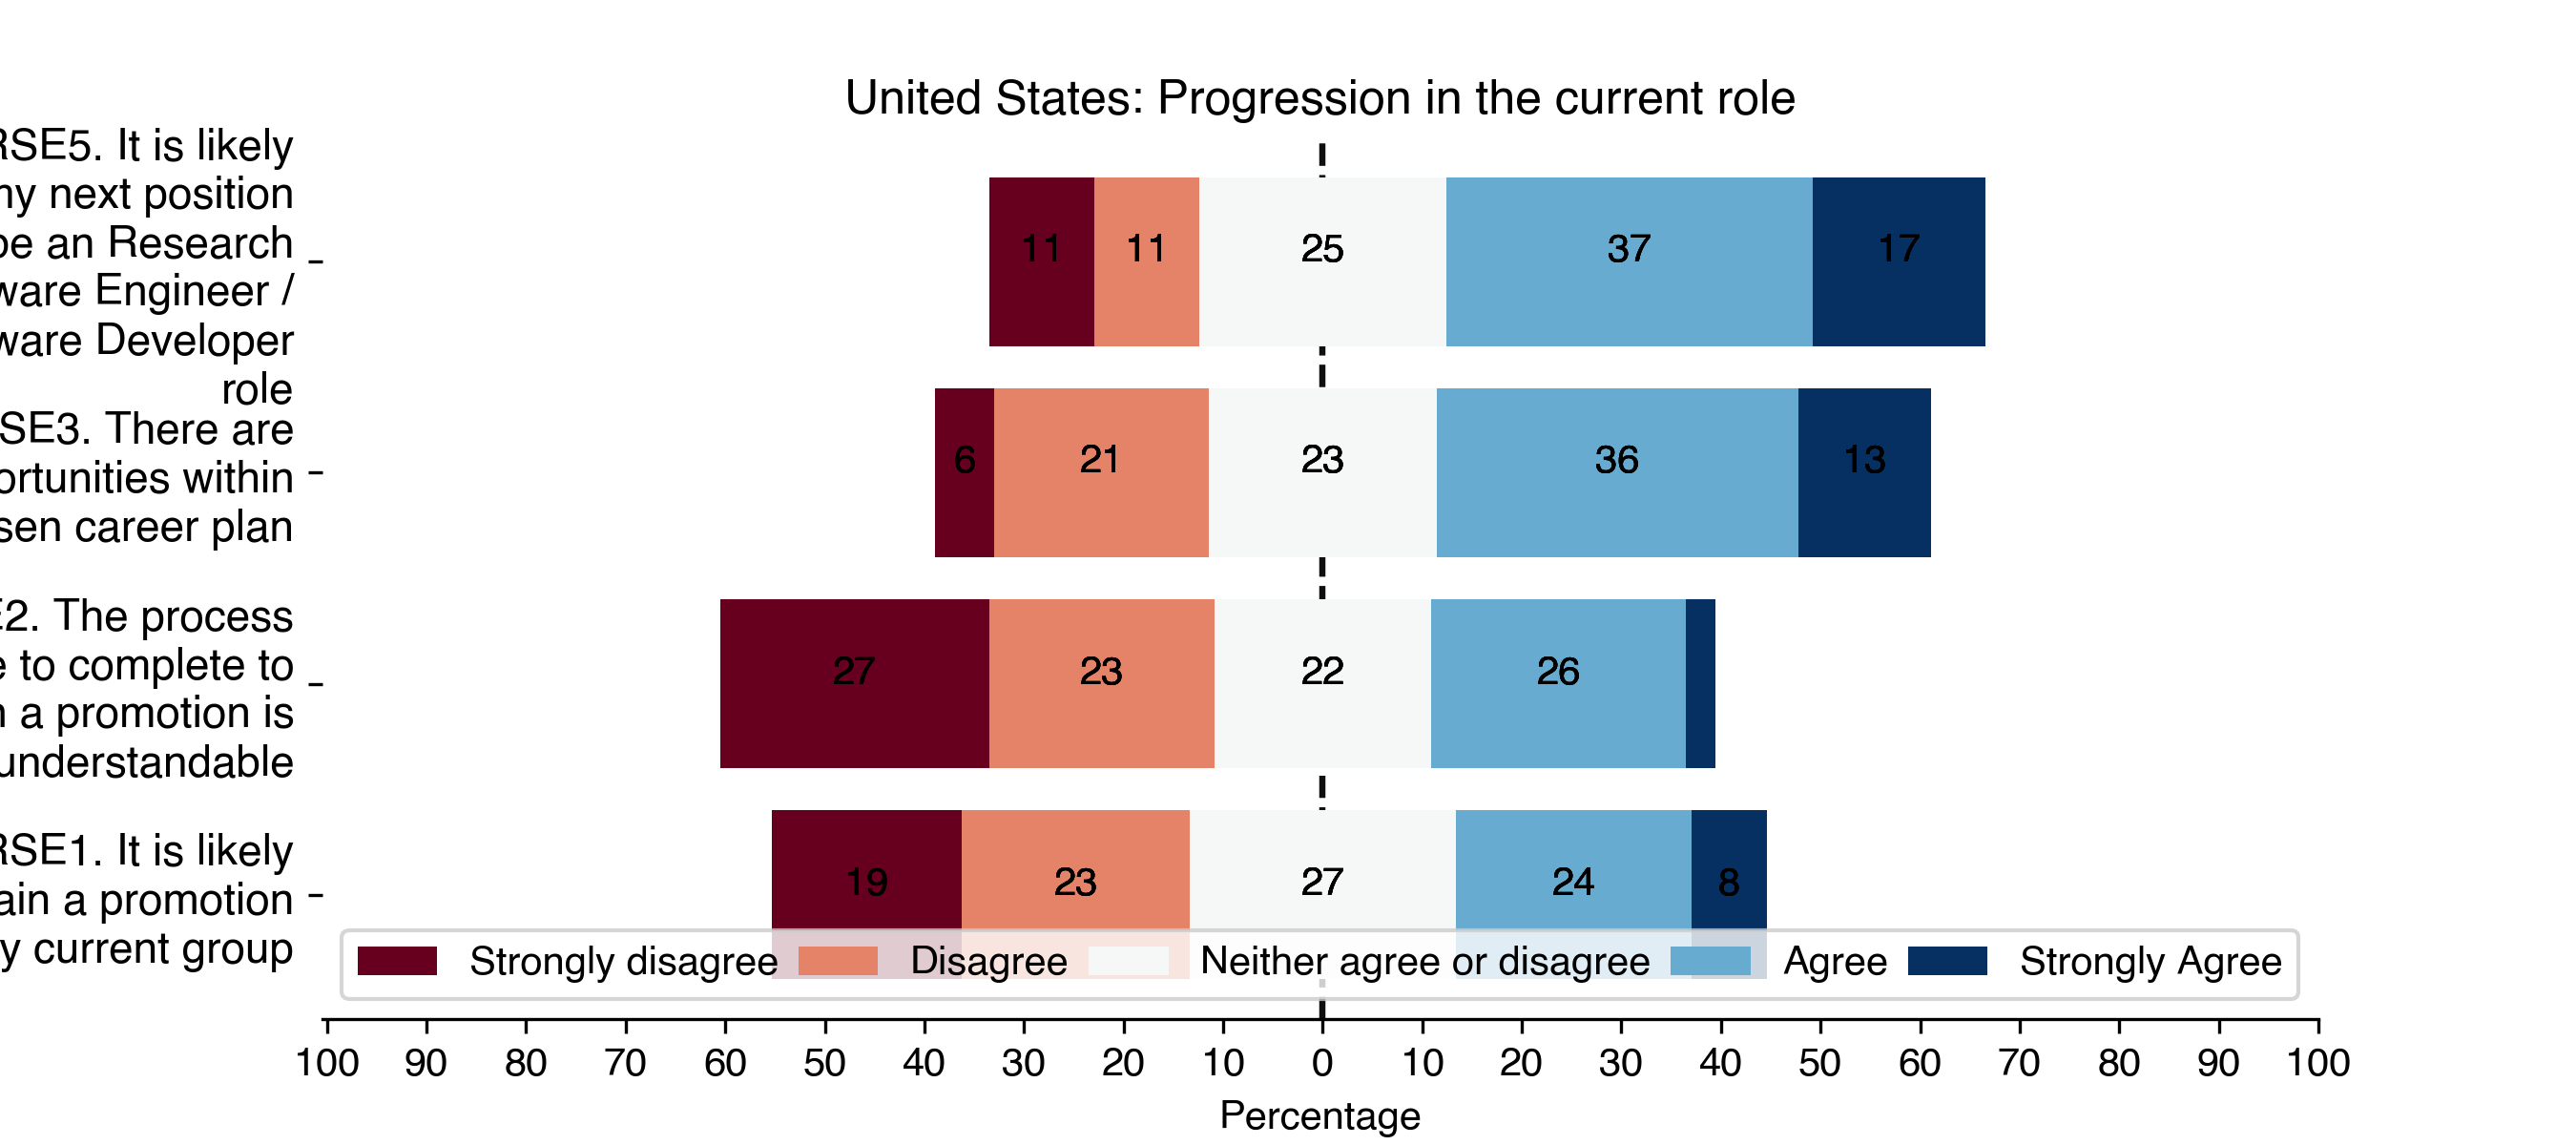 United States: Progression in the current role
RSE5. It is likely
my next position
be an Research
ware Engineer /
ware Developer
role
SE3. There are
ortunities within
sen career plan
E2. The process
e to complete to
n a promotion is
understandable
RSE1. It is likely
ain a promotion
y current group
11 11 25 37 17
6 21 23 36 13
27 23 22 26
19 23 27 24 8
Strongly disagree Disagree Neither agree or disagree Agree Strongly Agree
100 90 80 70 60 50 40 30 20 10 0 10 20 30 40 50 60 70 80 90 100
Percentage